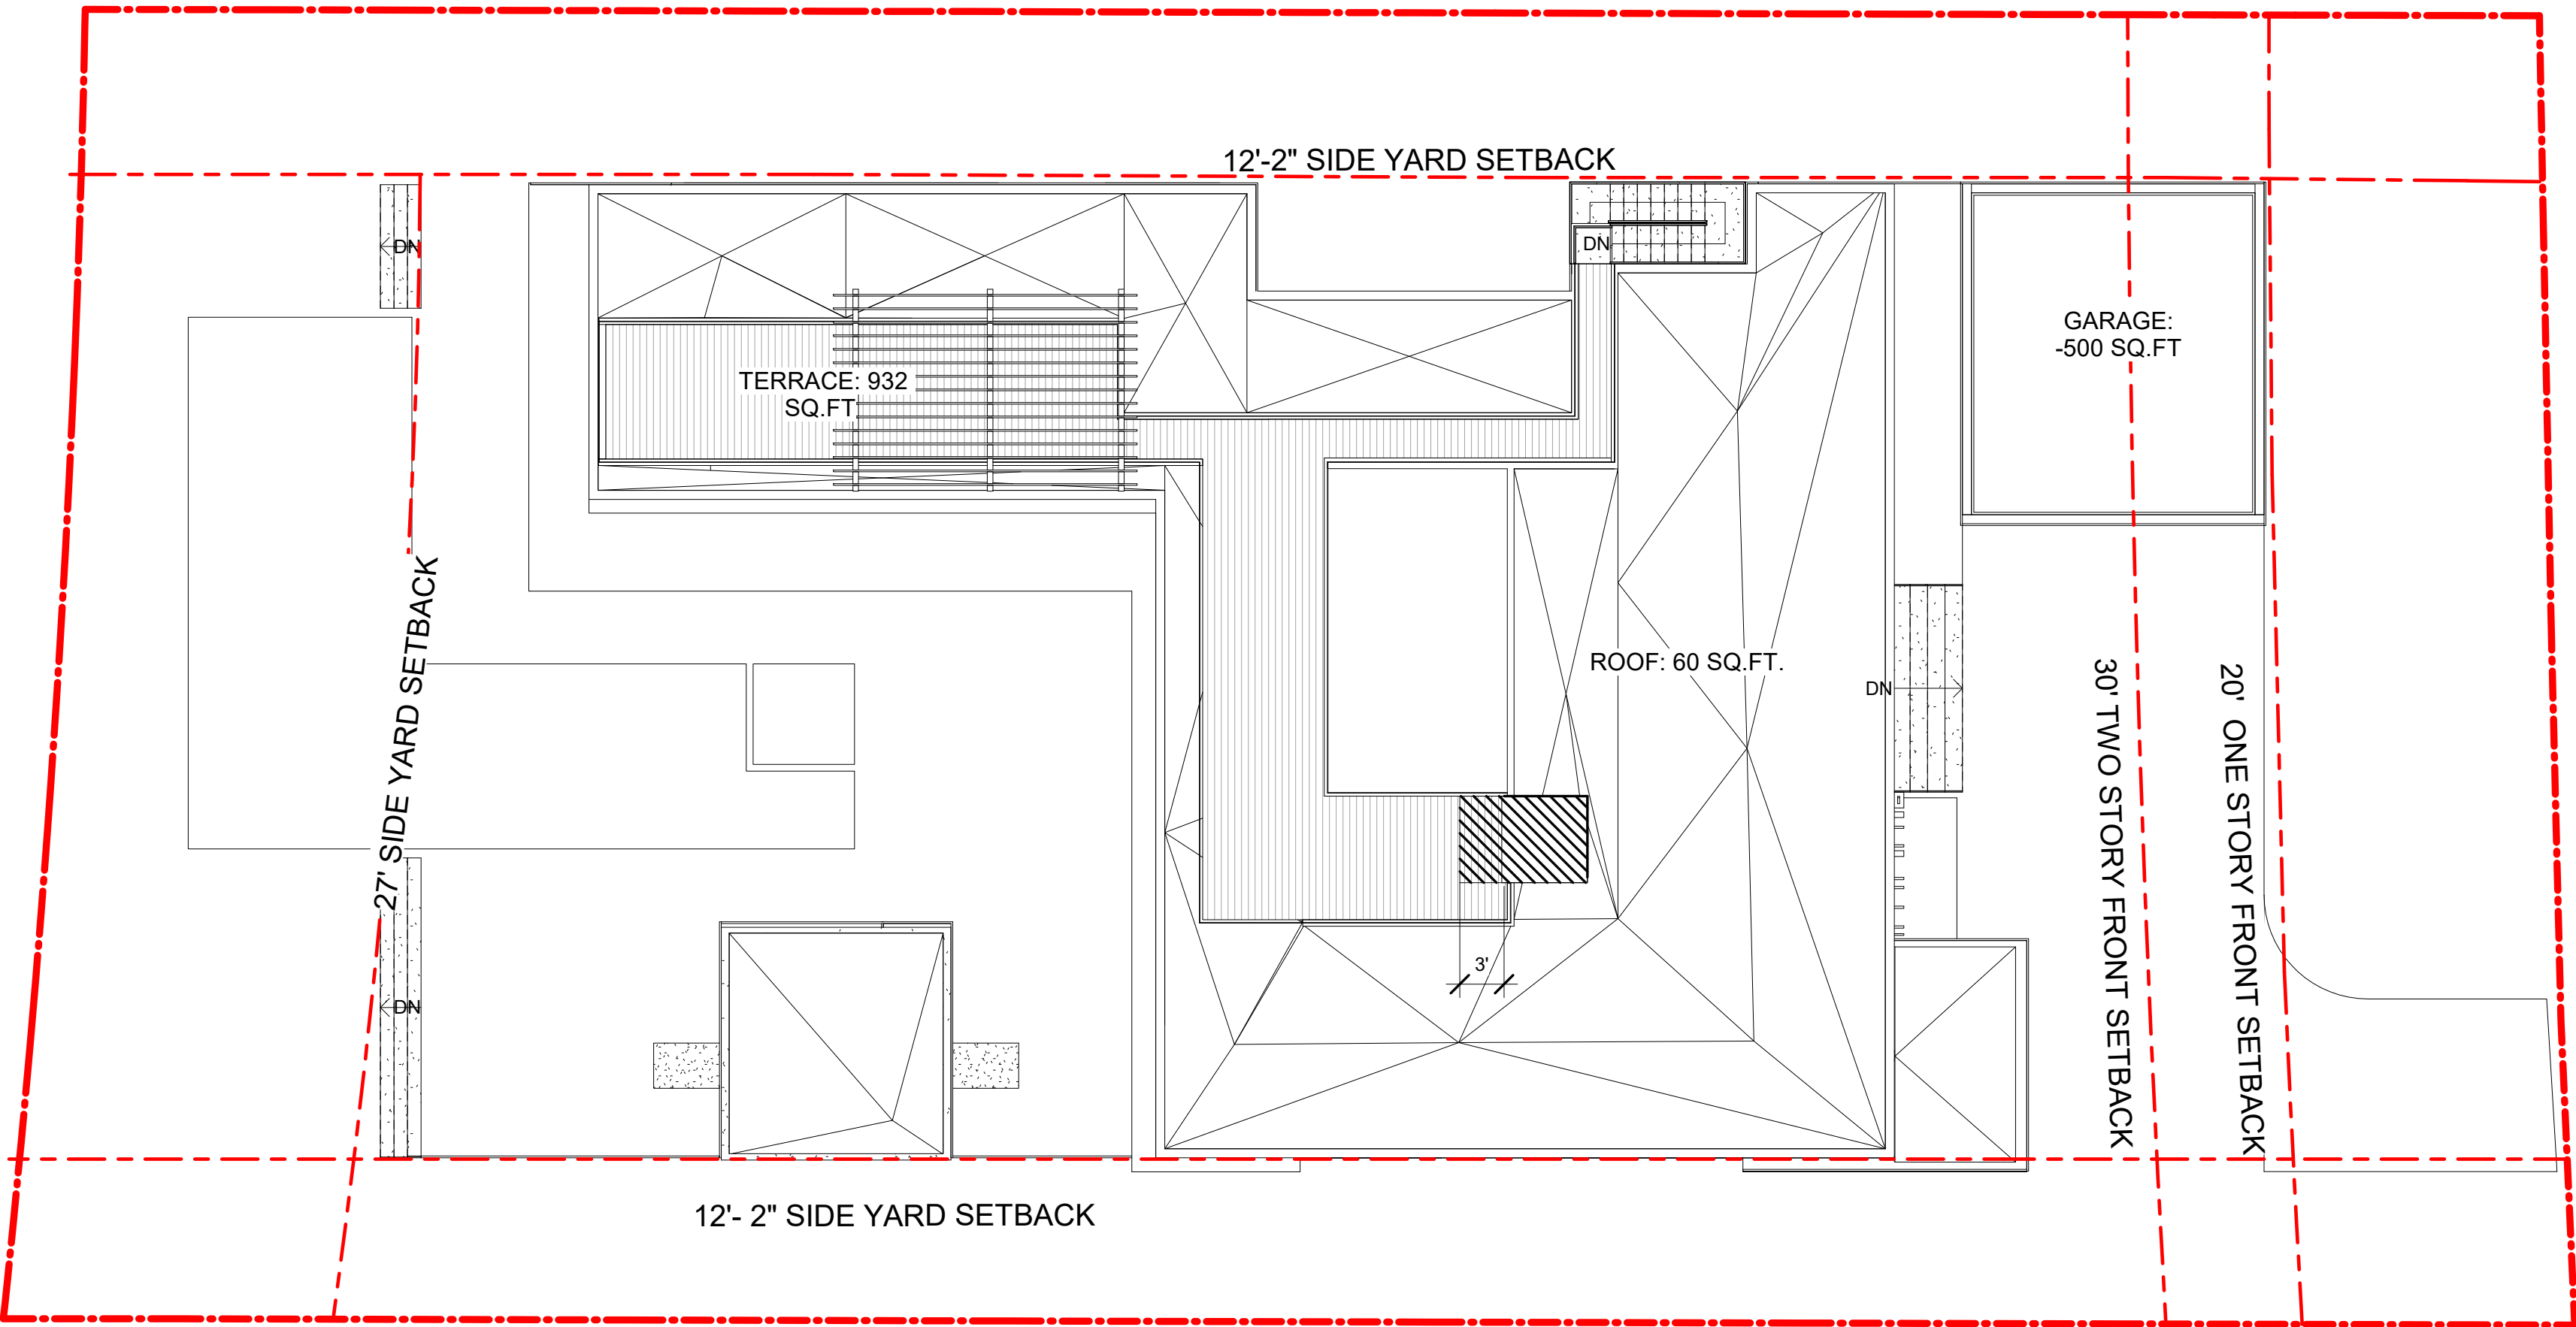 12'-2" SIDE YARD SETBACK
DN
DN
GARAGE:
-500 SQ.FT
TERRACE: 932
SQ.FT
27' SIDE YARD SETBACK
ROOF: 60 SQ.FT.
DN
30' TWO STORY FRONT SETBACK
20' ONE STORY FRONT SETBACK
3'
DN
12'- 2" SIDE YARD SETBACK